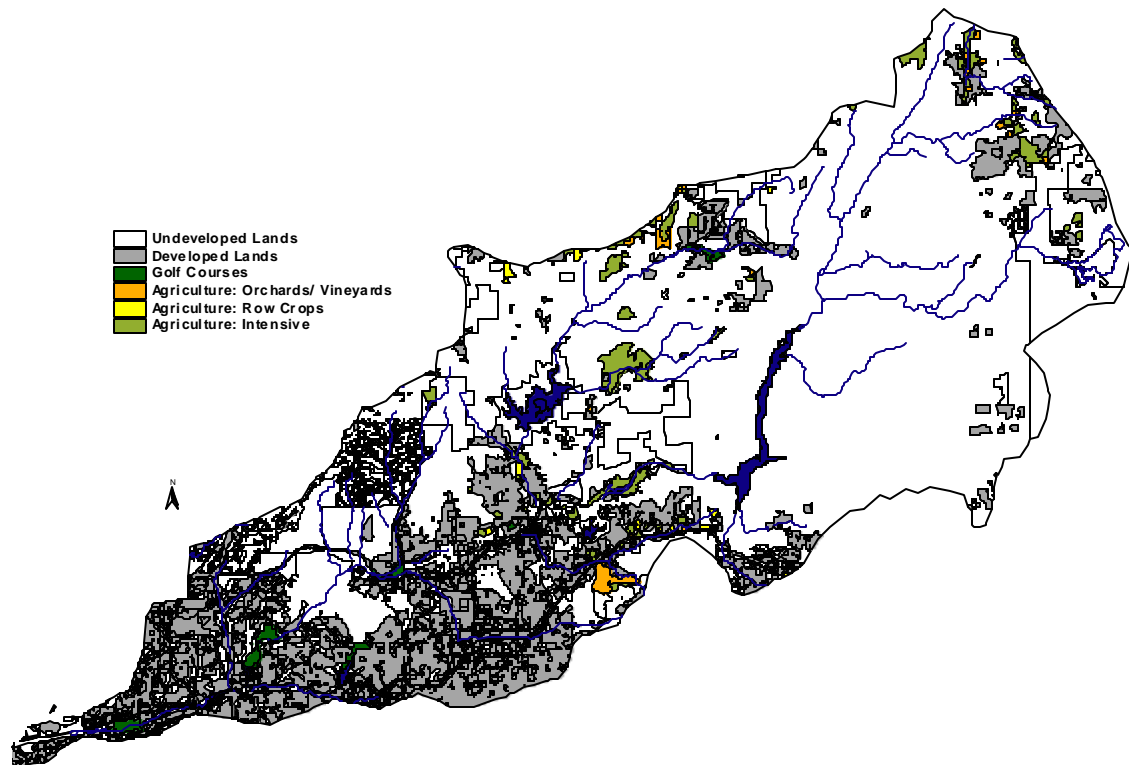 Undeveloped Lands
Developed Lands
Golf Courses
Agriculture: Orchards/ Vineyards
Agriculture: Row Crops
Agriculture: Intensive
N